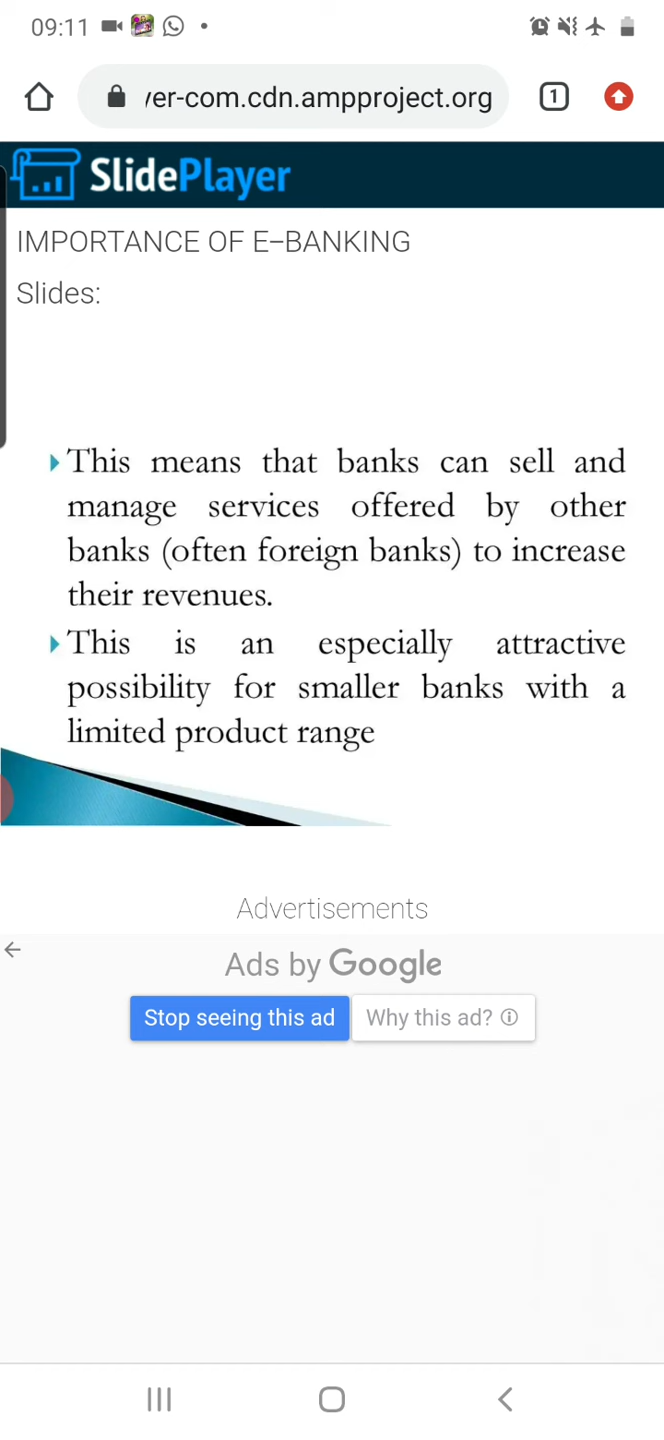 09:11
yer-com.cdn.ampproject.org
1
SlidePlayer
IMPORTANCE OF E-BANKING
Slides:
This means that banks can sell and
manage services offered by other
banks (often foreign banks) to increase
their revenues.
This is an especially attractive
possibility for smaller banks with a
limited product range
Advertisements
Ads by Google
Stop seeing this ad
Why this ad?